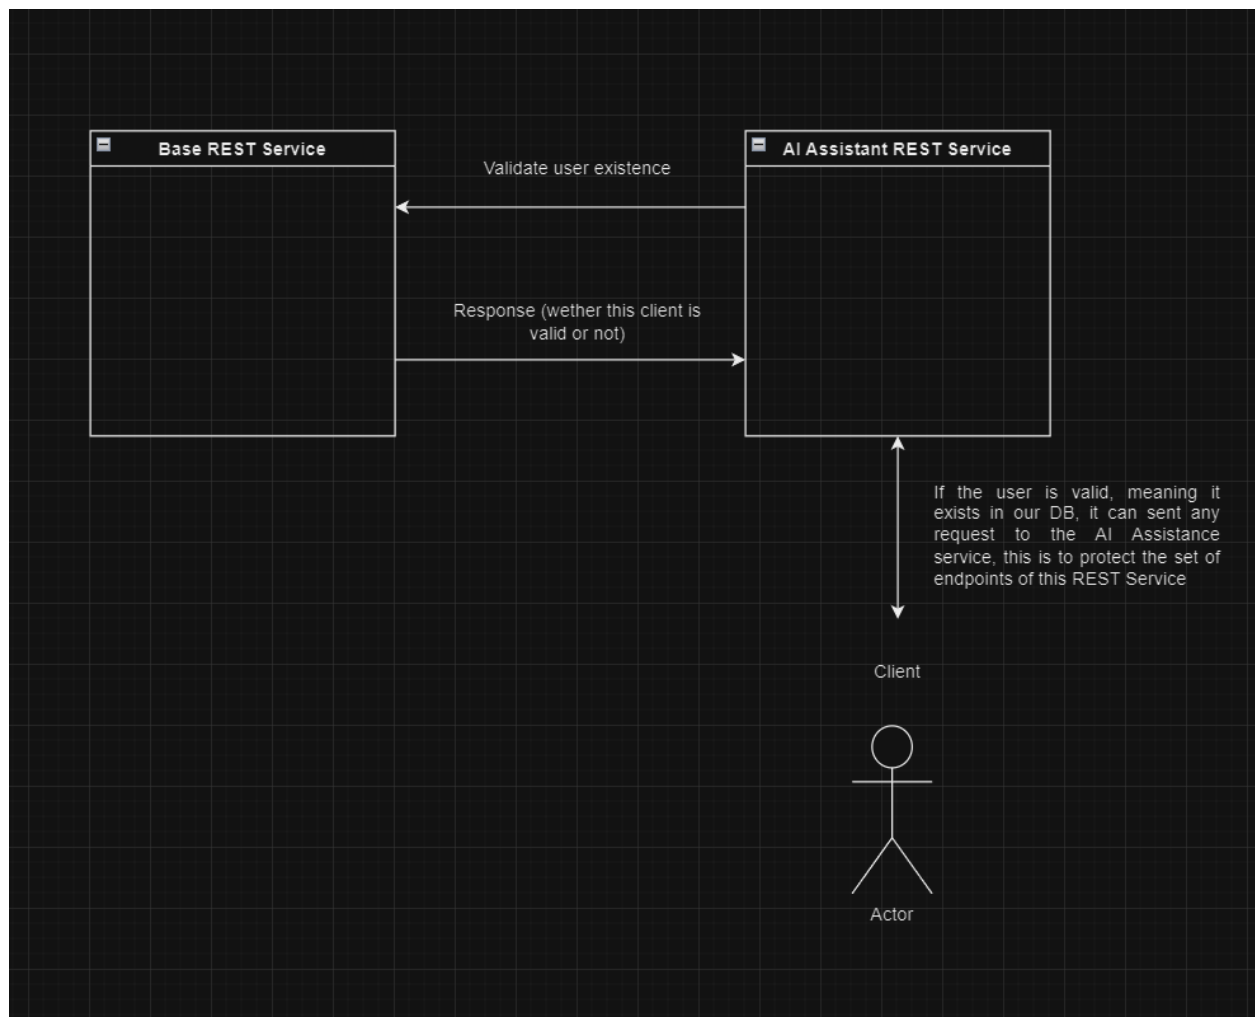 Base REST Service
AI Assistant REST Service
Validate user existence
Response (wether this client is
valid or not)
If the user is valid, meaning it
exists in our DB, it can sent any
request to the AI Assistance
service, this is to protect the set of
endpoints of this REST Service
Client
Actor